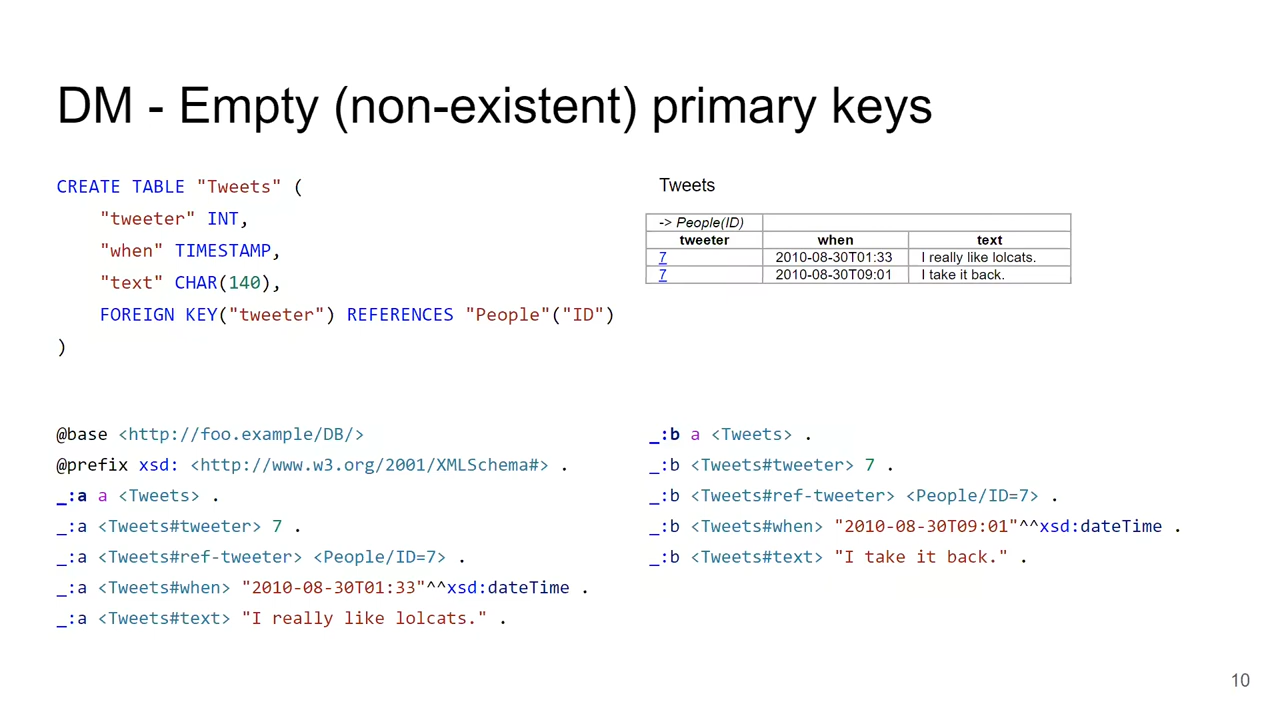 DM - Empty (non-existent) primary keys
CREATE TABLE "Tweets" (
"tweeter" INT,
"when" TIMESTAMP,
"text" CHAR(140),
FOREIGN KEY("tweeter") REFERENCES "People"("ID")
)
Tweets
-> People(ID)
tweeter when text
7 2010-08-30T01:33 I really like lolcats.
7 2010-08-30T09:01 I take it back.
@base <http://foo.example/DB/>
@prefix xsd: <http://www.w3.org/2001/XMLSchema#> .
_:a a <Tweets> .
_:a <Tweets#tweeter> 7 .
_:a <Tweets#ref-tweeter> <People/ID=7> .
_:a <Tweets#when> "2010-08-30T01:33"^^xsd:dateTime .
_:a <Tweets#text> "I really like lolcats." .
_:b a <Tweets> .
_:b <Tweets#tweeter> 7 .
_:b <Tweets#ref-tweeter> <People/ID=7> .
_:b <Tweets#when> "2010-08-30T09:01"^^xsd:dateTime .
_:b <Tweets#text> "I take it back." .
10